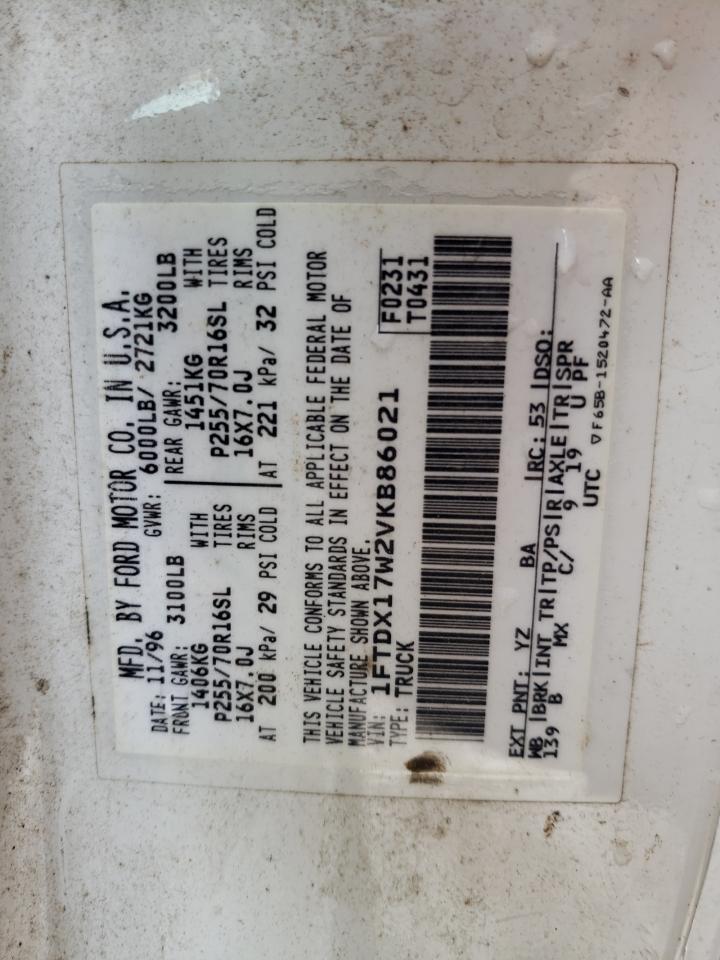 MFD. BY FORD MOTOR CO. IN U.S.A.
DATE: 11/96 GVWR: 6000LB/ 2721KG
FRONT GAWR: 3100LB REAR GAWR: 3200LB
1406KG WITH 1451KG WITH
P255/70R16SL TIRES P255/70R16SL TIRES
16X7.0J RIMS 16X7.0J RIMS
AT 200 kPa/ 29 PSI COLD AT 221 kPa/ 32 PSI COLD
THIS VEHICLE CONFORMS TO ALL APPLICABLE FEDERAL MOTOR
VEHICLE SAFETY STANDARDS IN EFFECT ON THE DATE OF
MANUFACTURE SHOWN ABOVE.
VIN: 1FTDX17W2VKB86021 F0231
TYPE: TRUCK T0431
EXT PNT: YZ BA RC: 53 DSO:
WB |BRK|INT TR|TP/PS|R|AXLE|TR|SPR
139 B MX C/ 9 19 U PF
UTC ▽F65B-1520472-AA